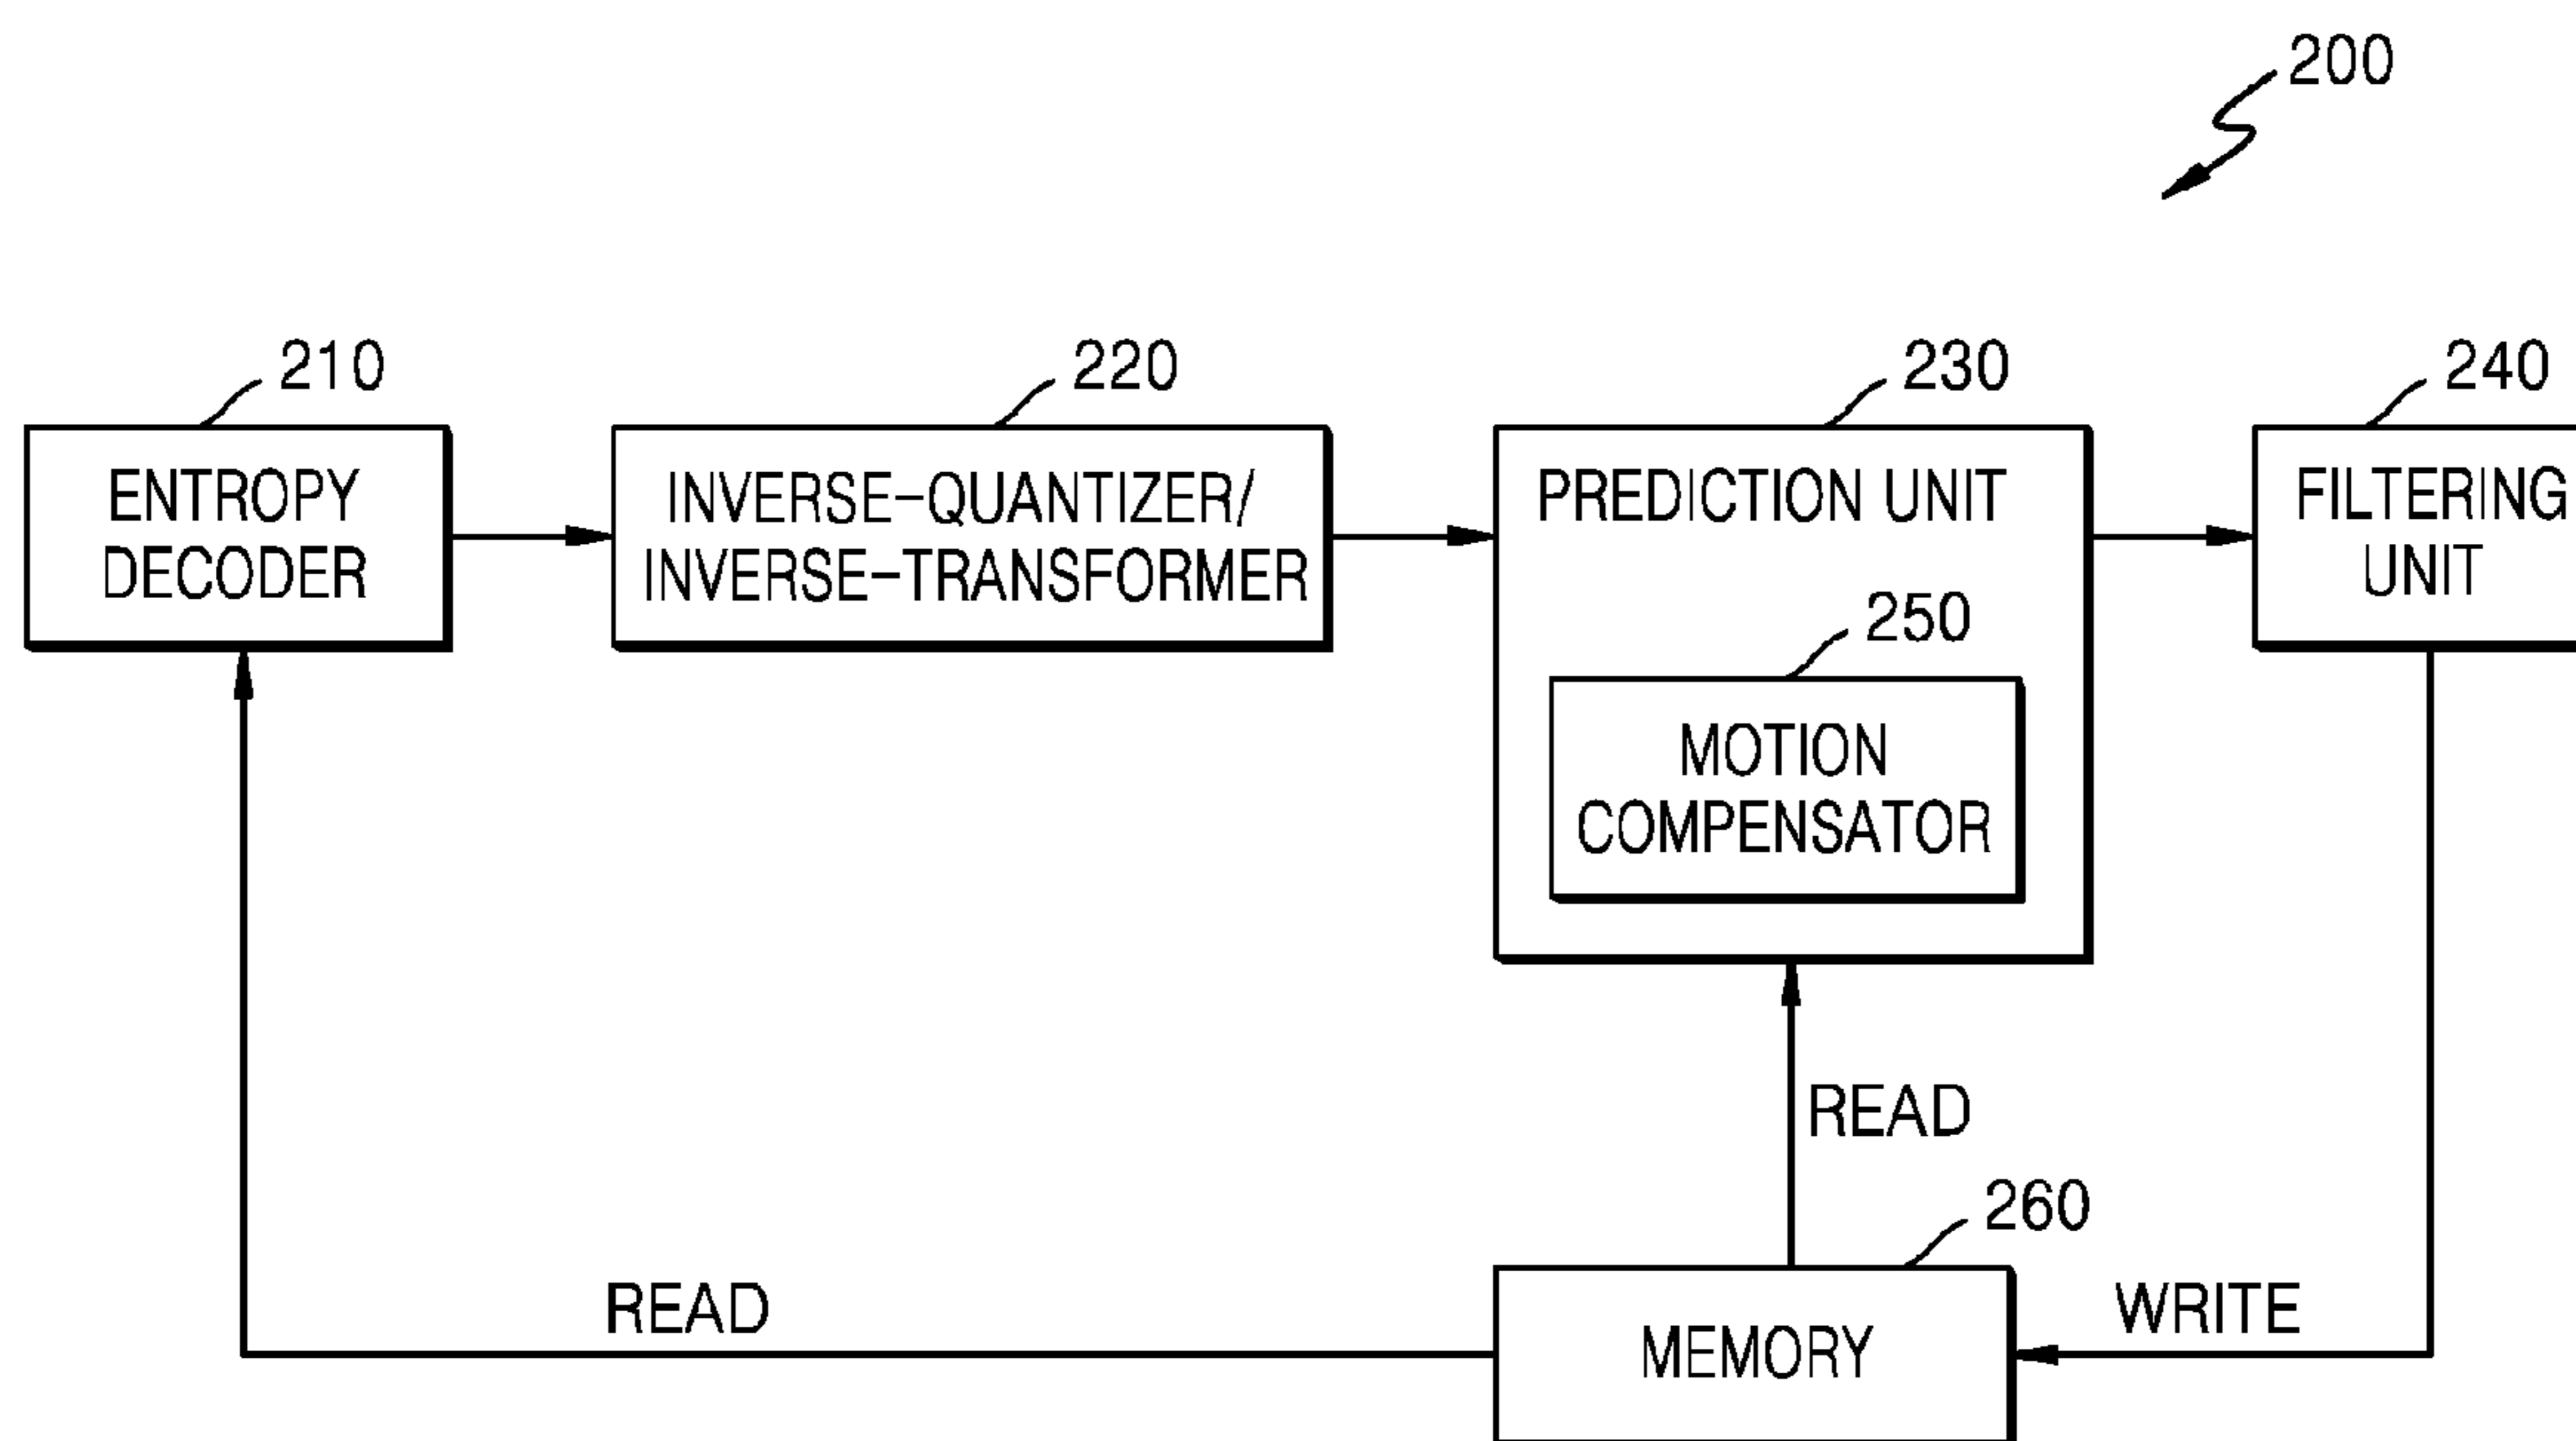 200
210
220
230
240
ENTROPY
DECODER
INVERSE-QUANTIZER/
INVERSE-TRANSFORMER
PREDICTION UNIT
FILTERING
UNIT
250
MOTION
COMPENSATOR
READ
260
READ
MEMORY
WRITE